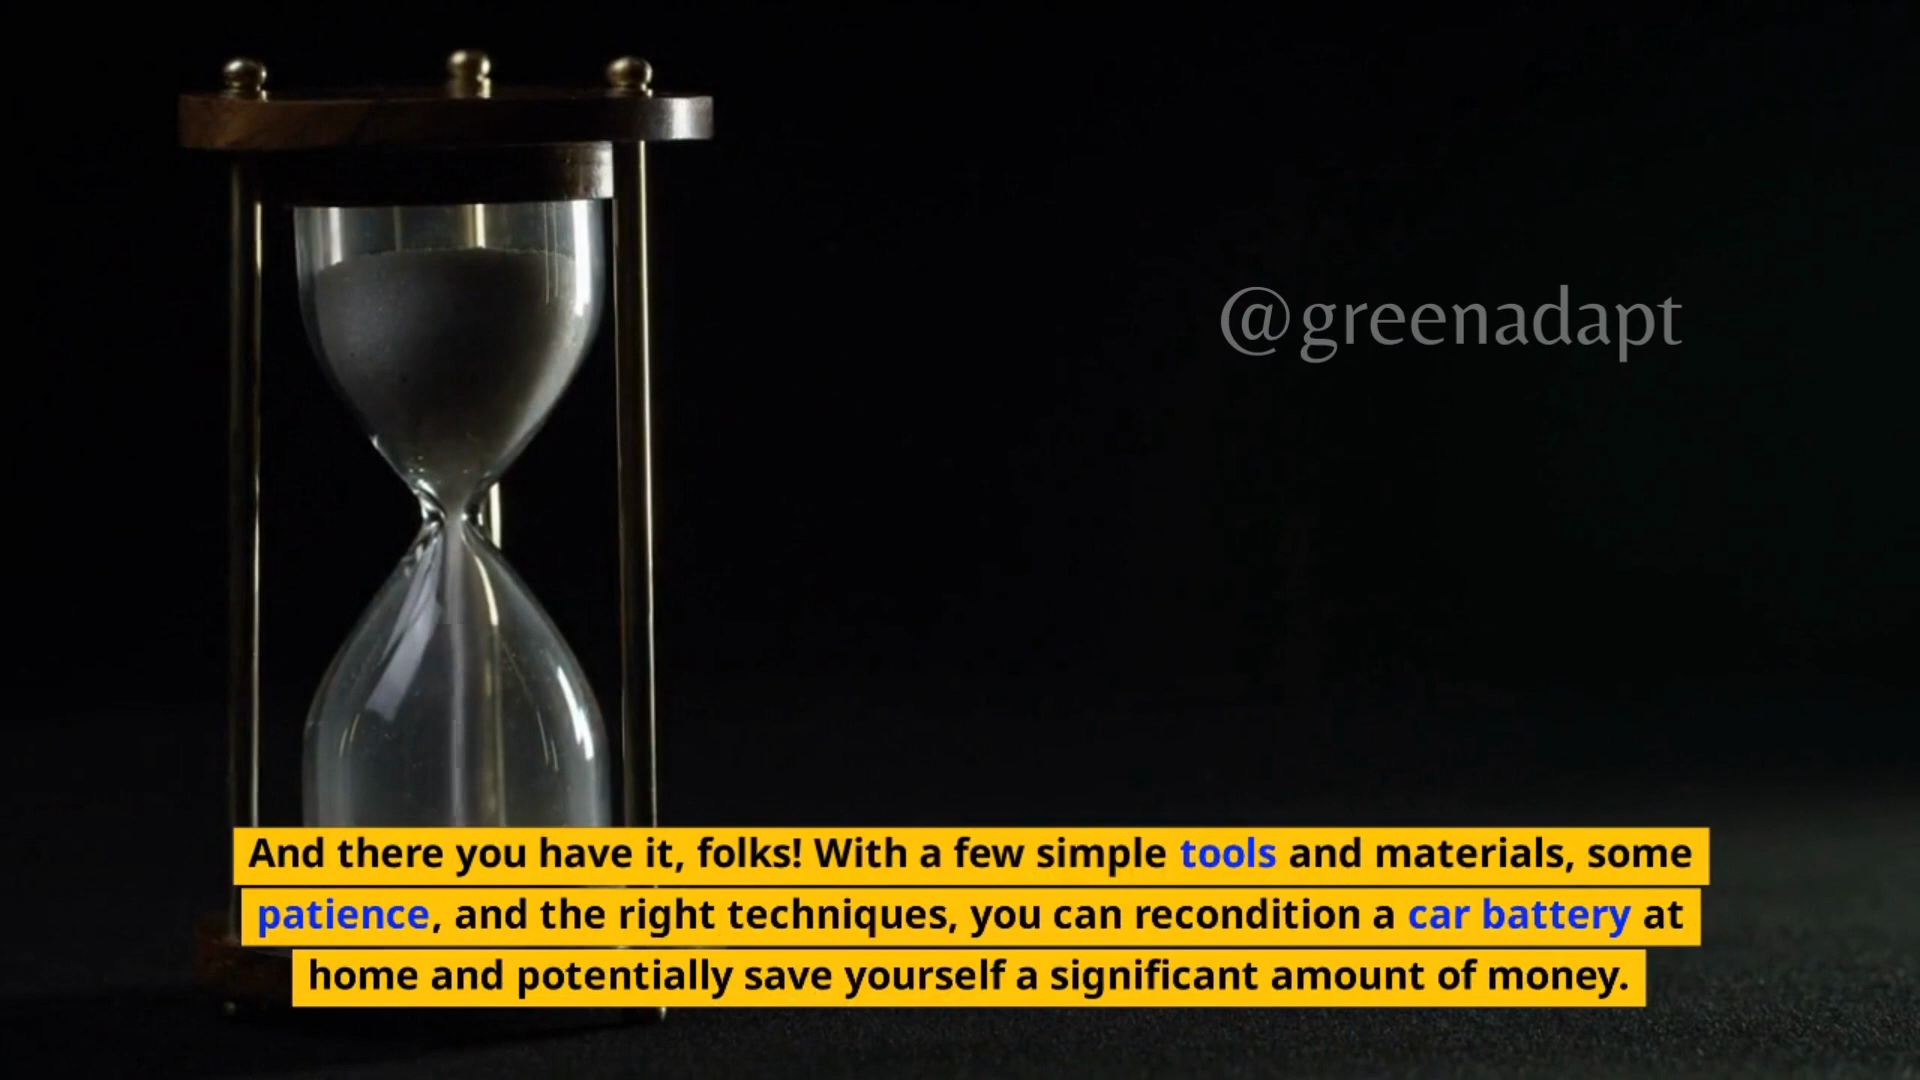 @greenadapt
And there you have it, folks! With a few simple tools and materials, some
patience, and the right techniques, you can recondition a car battery at
home and potentially save yourself a significant amount of money.